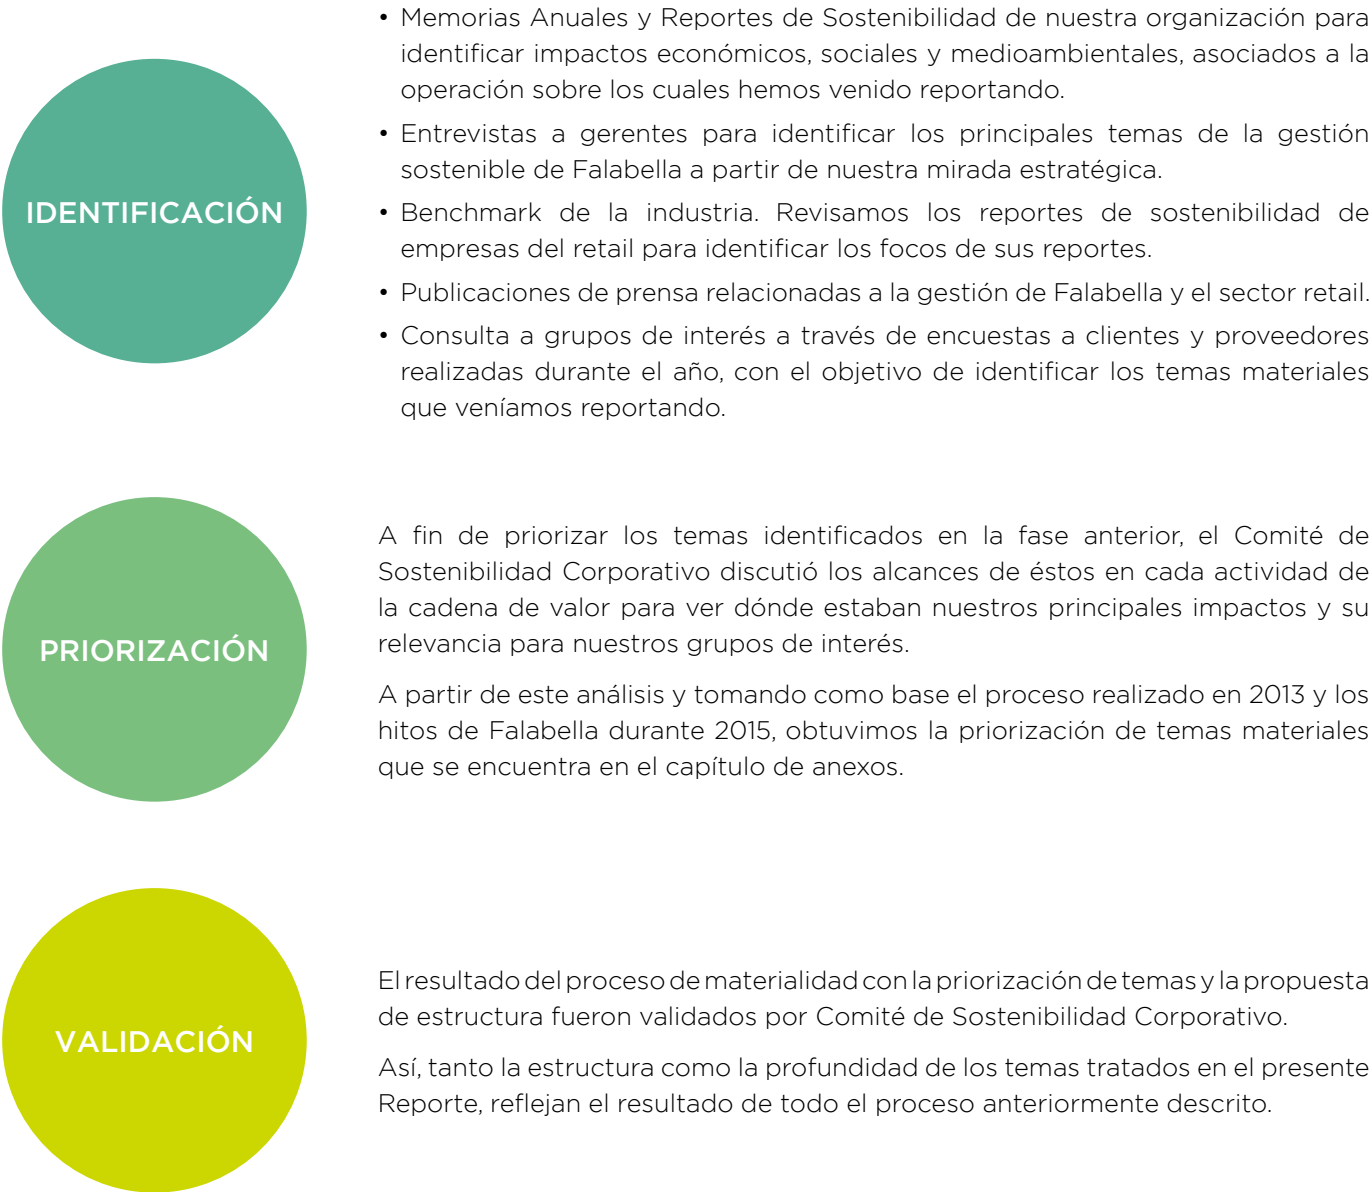 • Memorias Anuales y Reportes de Sostenibilidad de nuestra organización para
identificar impactos económicos, sociales y medioambientales, asociados a la
operación sobre los cuales hemos venido reportando.
• Entrevistas a gerentes para identificar los principales temas de la gestión
sostenible de Falabella a partir de nuestra mirada estratégica.
IDENTIFICACIÓN
• Benchmark de la industria. Revisamos los reportes de sostenibilidad de
empresas del retail para identificar los focos de sus reportes.
• Publicaciones de prensa relacionadas a la gestión de Falabella y el sector retail.
• Consulta a grupos de interés a través de encuestas a clientes y proveedores
realizadas durante el año, con el objetivo de identificar los temas materiales
que veníamos reportando.
PRIORIZACIÓN
A fin de priorizar los temas identificados en la fase anterior, el Comité de
Sostenibilidad Corporativo discutió los alcances de éstos en cada actividad de
la cadena de valor para ver dónde estaban nuestros principales impactos y su
relevancia para nuestros grupos de interés.
A partir de este análisis y tomando como base el proceso realizado en 2013 y los
hitos de Falabella durante 2015, obtuvimos la priorización de temas materiales
que se encuentra en el capítulo de anexos.
VALIDACIÓN
El resultado del proceso de materialidad con la priorización de temas y la propuesta
de estructura fueron validados por Comité de Sostenibilidad Corporativo.
Así, tanto la estructura como la profundidad de los temas tratados en el presente
Reporte, reflejan el resultado de todo el proceso anteriormente descrito.